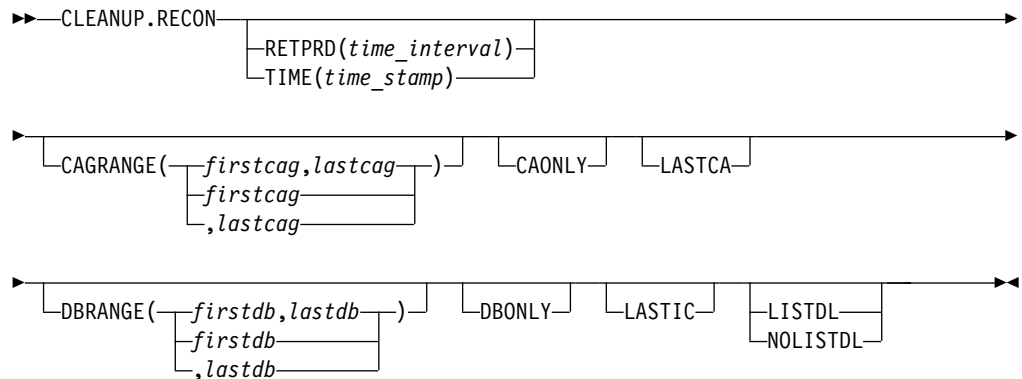 CLEANUP.RECON
RETPRD(time_interval)
TIME(time_stamp)
CAGRANGE( firstcag,lastcag ) CAONLY LASTCA
firstcag
,lastcag
DBRANGE( firstdb,lastdb ) DBONLY LASTIC LISTDL
firstdb NOLISTDL
,lastdb